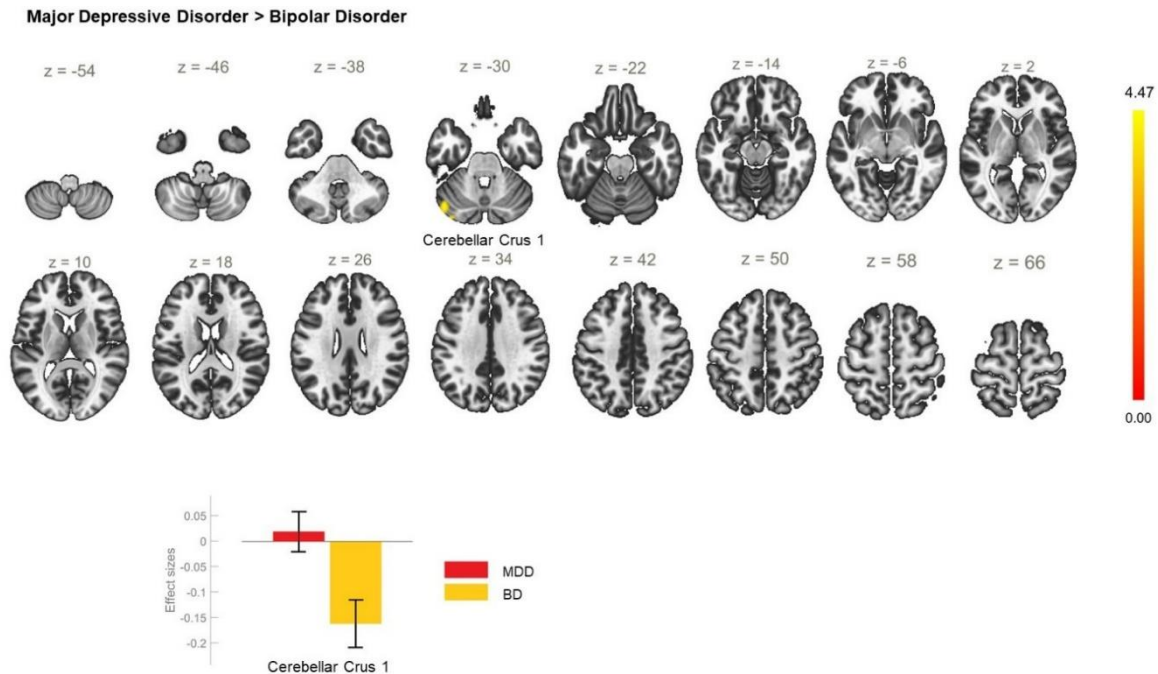 Major Depressive Disorder > Bipolar Disorder
z = -54
z = -46
z = -38
z = -30
z = -22
z = -14
z = -6
z = 2
4.47
Cerebellar Crus 1
z = 10
z = 18
z = 26
z = 34
z = 42
z = 50
z = 58
z = 66
0.00
Effect sizes
0.05
0
-0.05
-0.1
-0.15
-0.2
MDD
BD
Cerebellar Crus 1